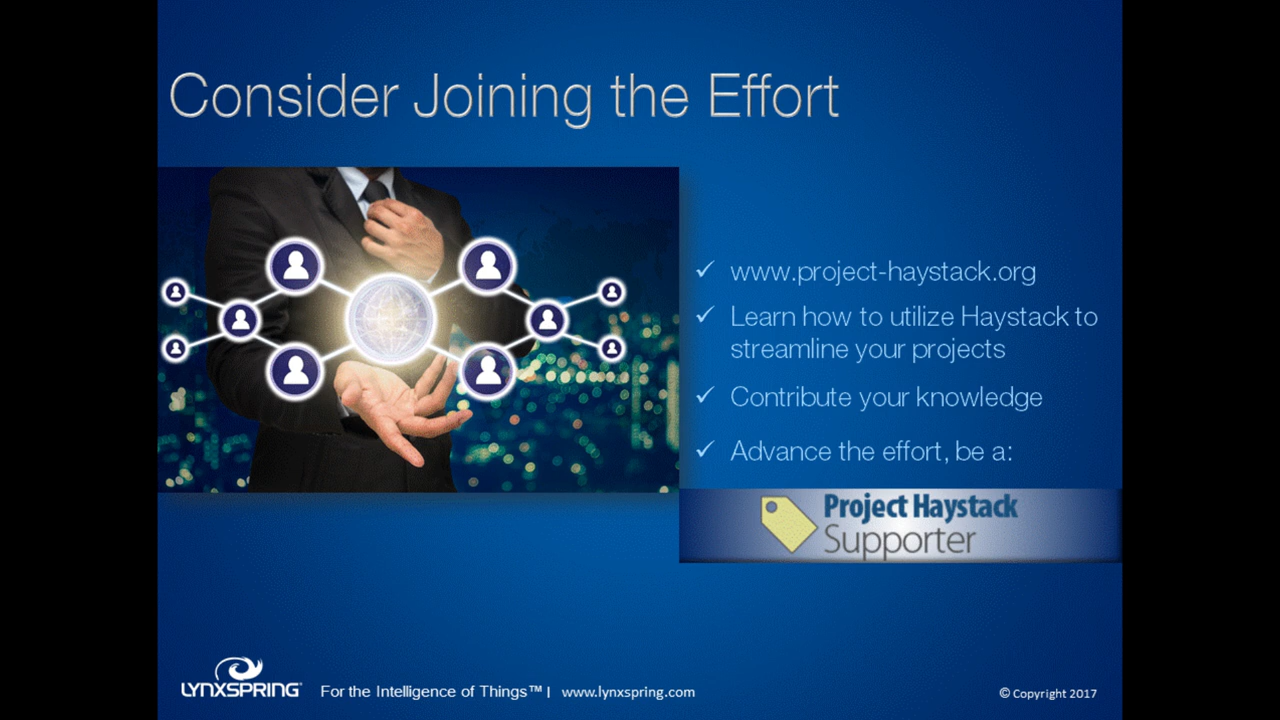 Consider Joining the Effort
✓ www.project-haystack.org
✓ Learn how to utilize Haystack to
streamline your projects
✓ Contribute your knowledge
✓ Advance the effort, be a:
Project Haystack
Supporter
LYNXSPRING® For the Intelligence of Things™ | www.lynxspring.com © Copyright 2017